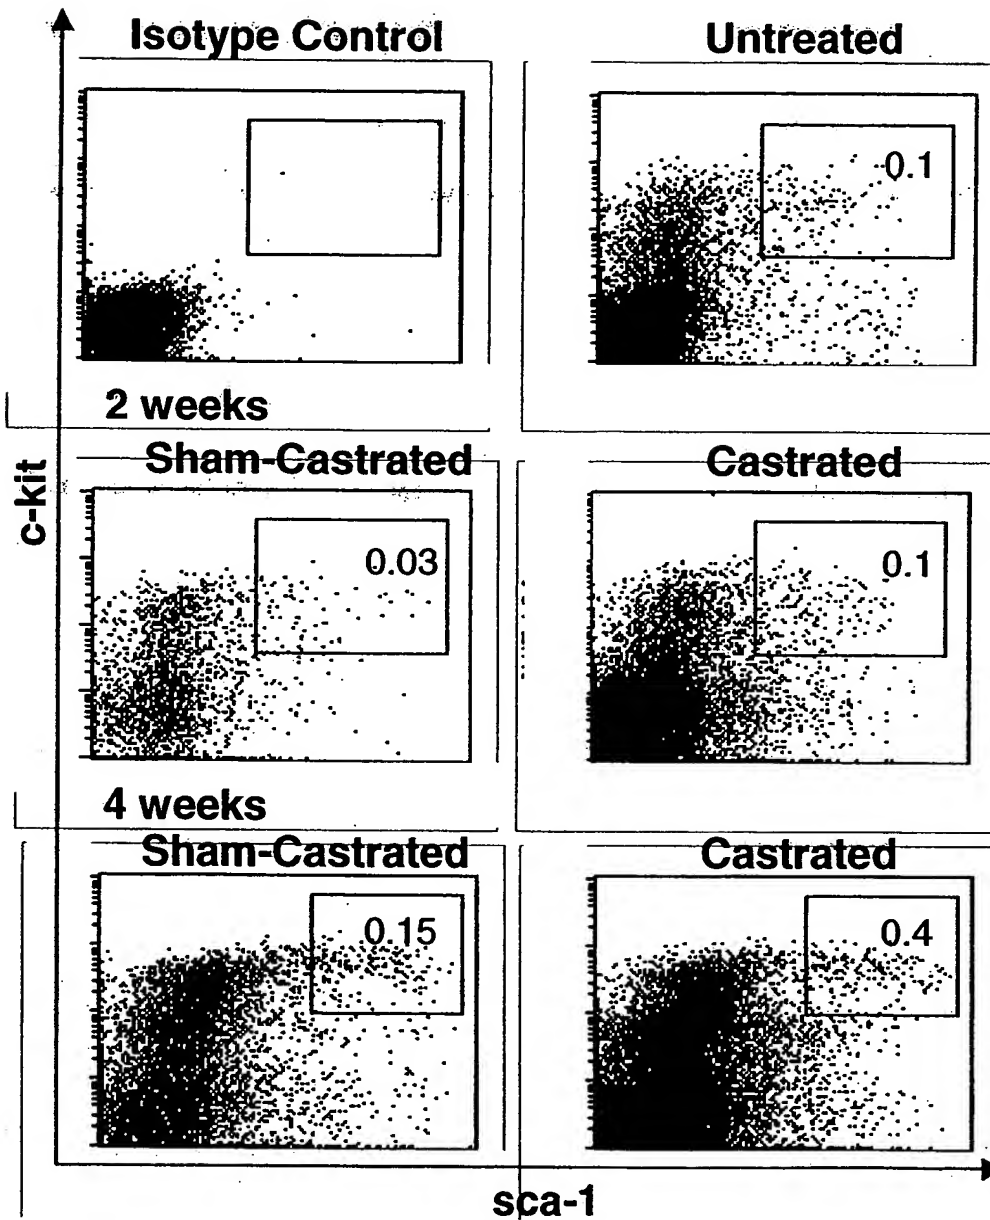 Isotype Control
Untreated
0.1
2 weeks
Sham-Castrated
Castrated
0.03
0.1
4 weeks
Sham-Castrated
Castrated
0.15
0.4
c-kit
sca-1